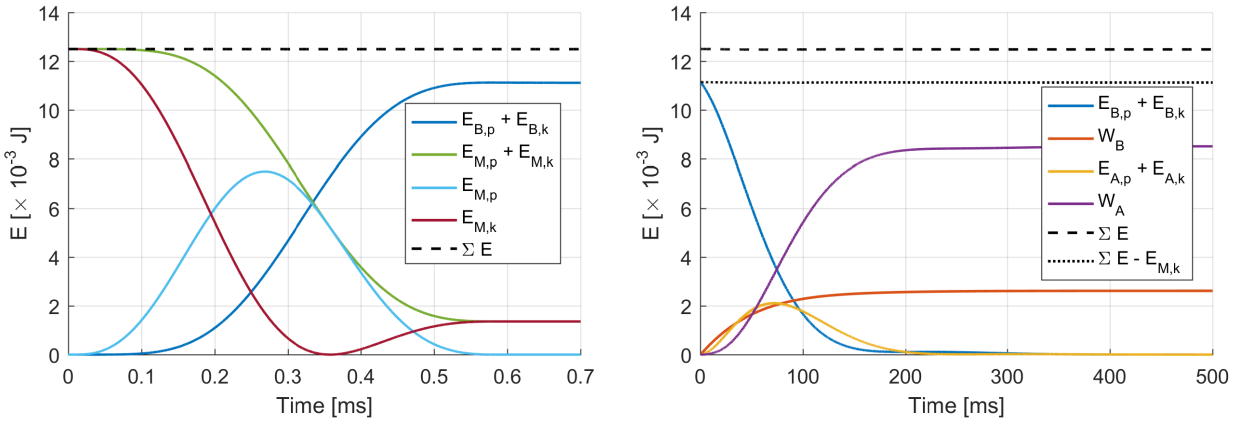 14
12
10
8
6
4
2
0
E [× 10⁻³ J]
E_B,p + E_B,k
E_M,p + E_M,k
E_M,p
E_M,k
Σ E
0 0.1 0.2 0.3 0.4 0.5 0.6 0.7
Time [ms]
14
12
10
8
6
4
2
0
E [× 10⁻³ J]
E_B,p + E_B,k
W_B
E_A,p + E_A,k
W_A
Σ E
Σ E - E_M,k
0 100 200 300 400 500
Time [ms]